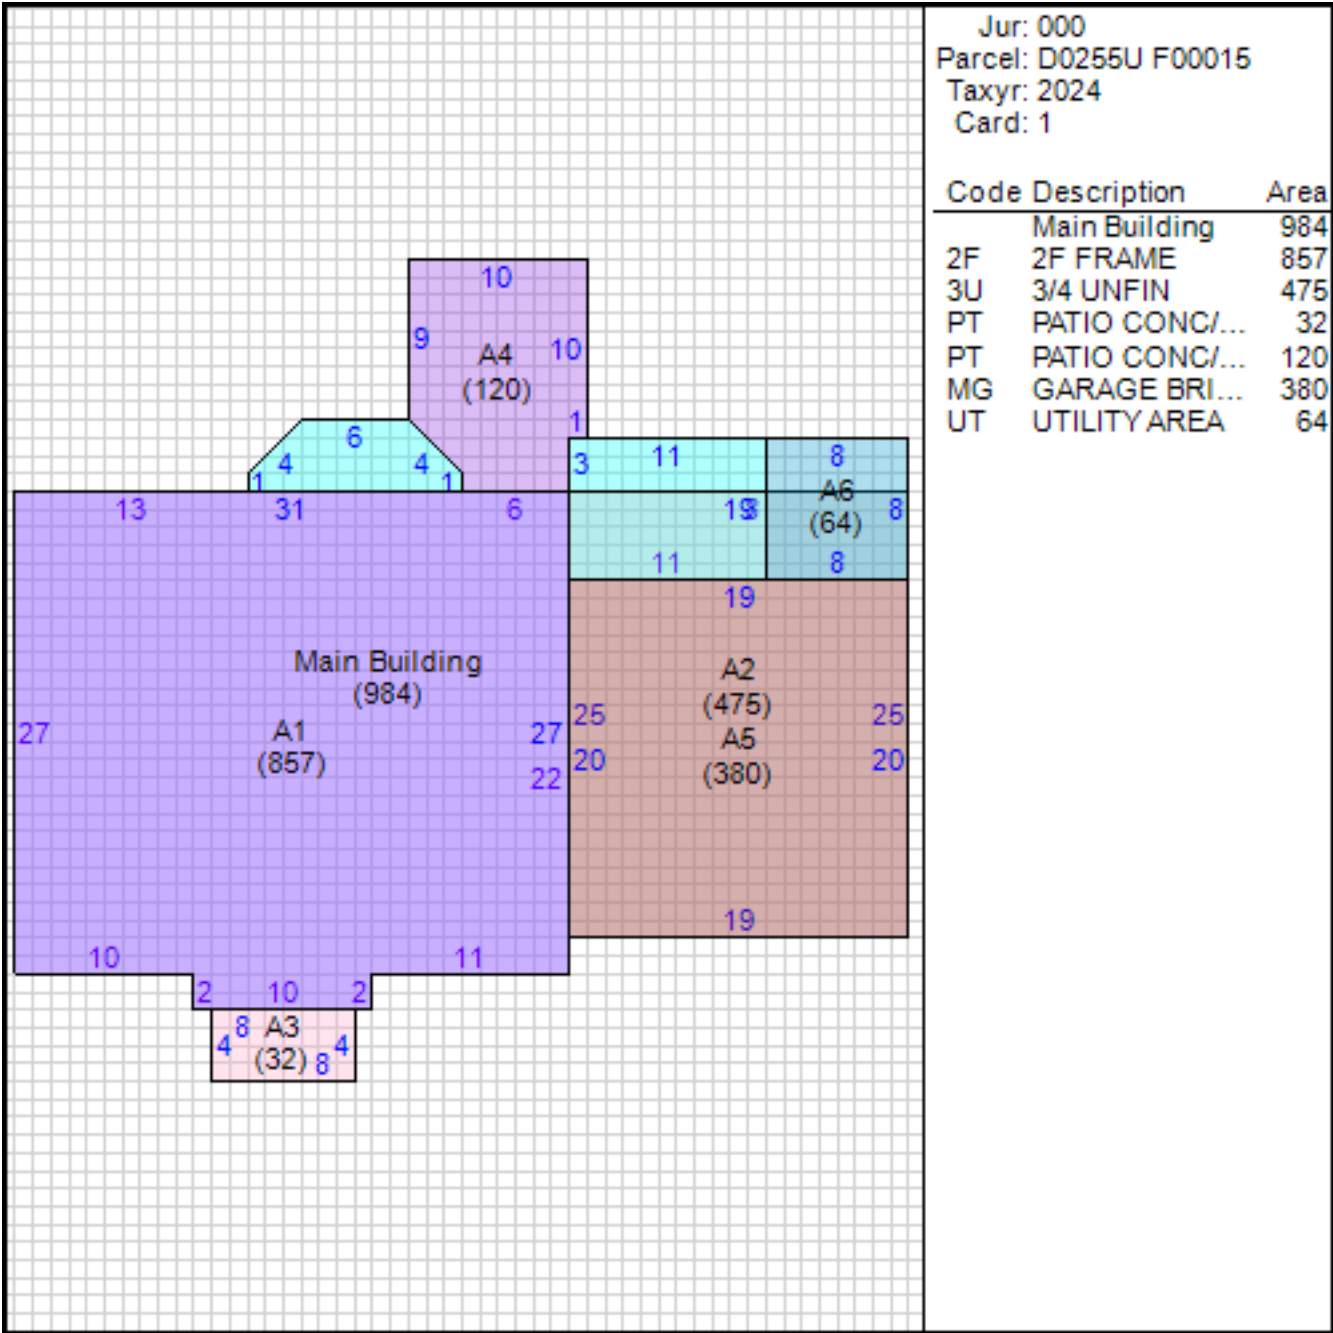 Jur: 000
Parcel: D0255U F00015
Taxyr: 2024
Card: 1
Code Description Area
Main Building 984
2F 2F FRAME 857
3U 3/4 UNFIN 475
PT PATIO CONC/... 32
PT PATIO CONC/... 120
MG GARAGE BRI... 380
UT UTILITY AREA 64
10
9
A4
(120)
10
1
6
4
4
1
1
3
11
8
13
31
6
19
8
A6
(64)
8
11
8
19
Main Building
(984)
A1
(857)
27
27
22
A2
(475)
A5
(380)
25
20
25
20
19
10
11
2
10
2
8
A3
(32)
4
4
8